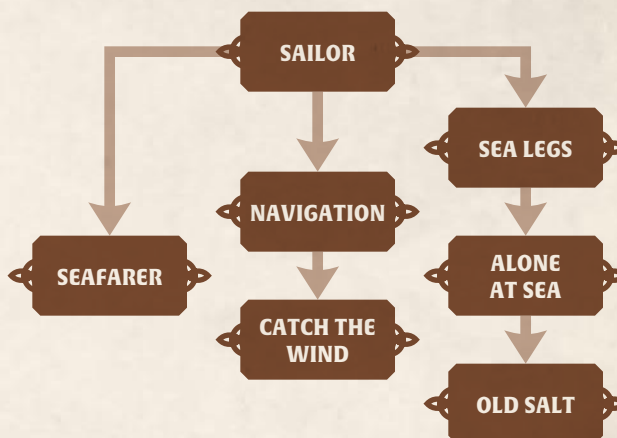 SAILOR
SEA LEGS
NAVIGATION
SEAFARER
ALONE
AT SEA
CATCH THE
WIND
OLD SALT